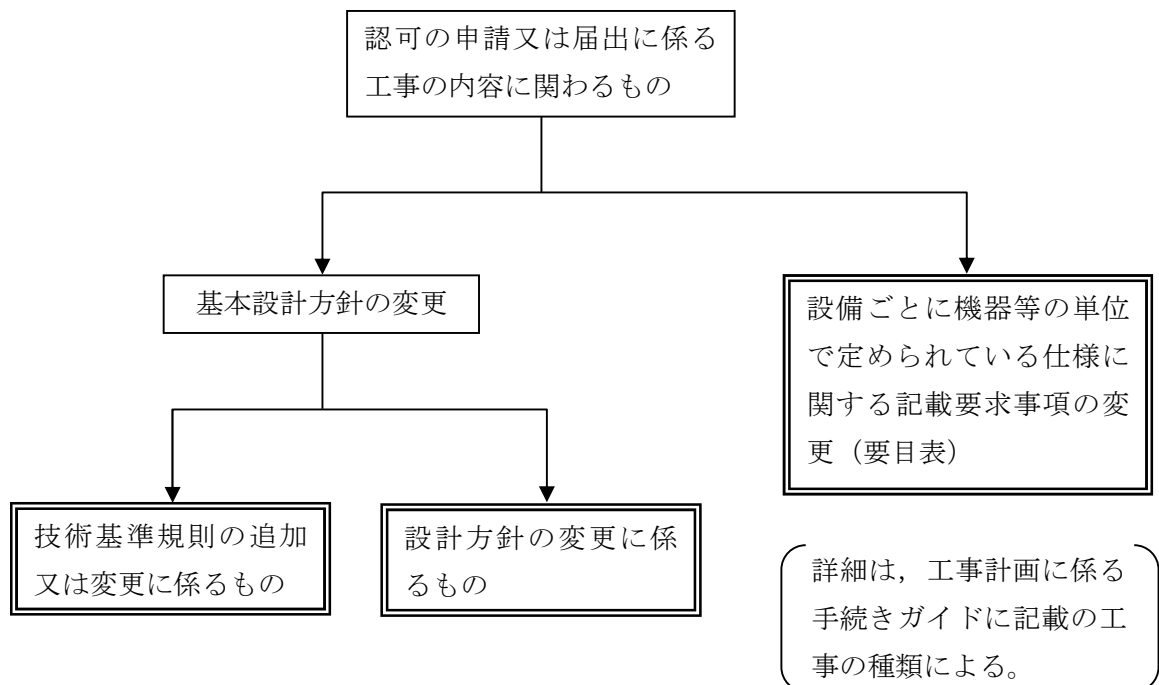 認可の申請又は届出に係る
工事の内容に関わるもの
基本設計方針の変更
設備ごとに機器等の単位
で定められている仕様に
関する記載要求事項の変
更（要目表）
技術基準規則の追加
又は変更に係るもの
設計方針の変更に係
るもの
詳細は，工事計画に係る
手続きガイドに記載の工
事の種類による。